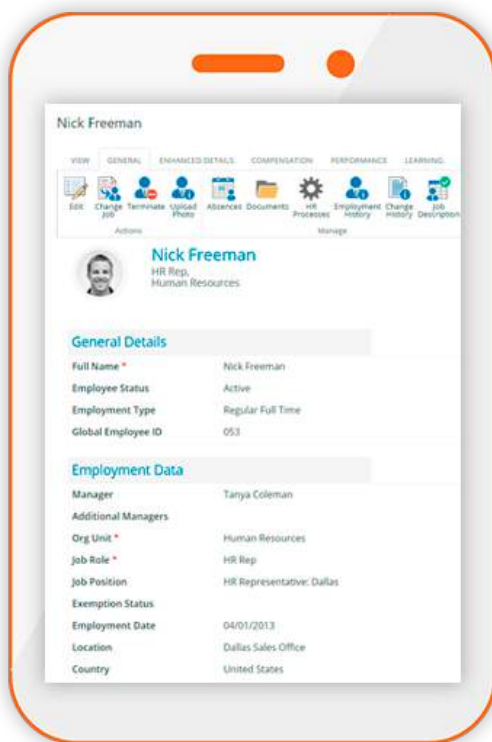 Nick Freeman
VIEW GENERAL ENHANCED DETAILS COMPENSATION PERFORMANCE LEARNING
Edit Change Job Terminate Upload Photo Absences Documents HR Processes Employment History Change History Job Description
Actions Manage
Nick Freeman
HR Rep,
Human Resources
General Details
Full Name * Nick Freeman
Employee Status Active
Employment Type Regular Full Time
Global Employee ID 053
Employment Data
Manager Tanya Coleman
Additional Managers
Org Unit * Human Resources
Job Role * HR Rep
Job Position HR Representative: Dallas
Exemption Status
Employment Date 04/01/2013
Location Dallas Sales Office
Country United States